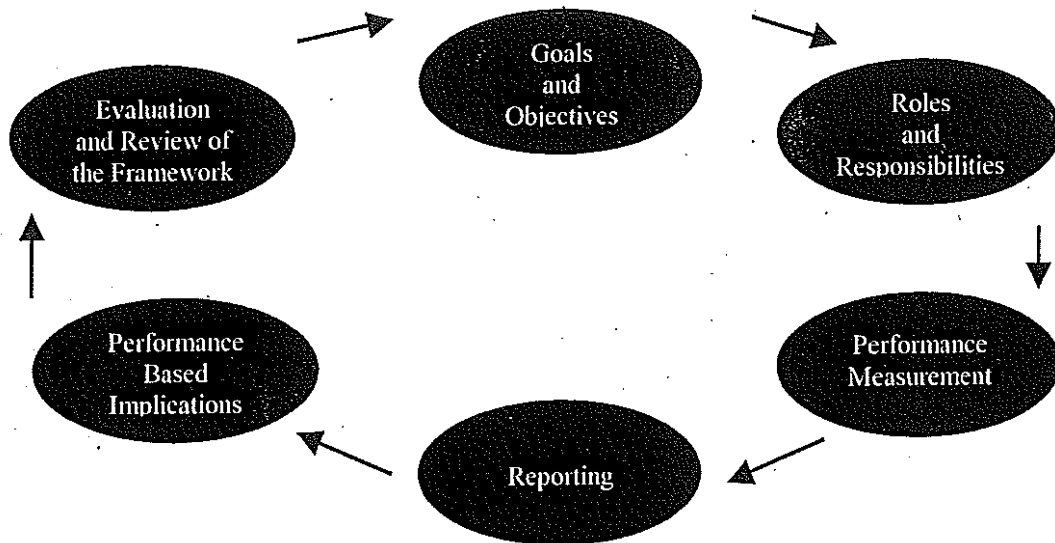 Goals
and
Objectives
Roles
and
Responsibilities
Performance
Measurement
Reporting
Performance
Based
Implications
Evaluation
and Review of
the Framework